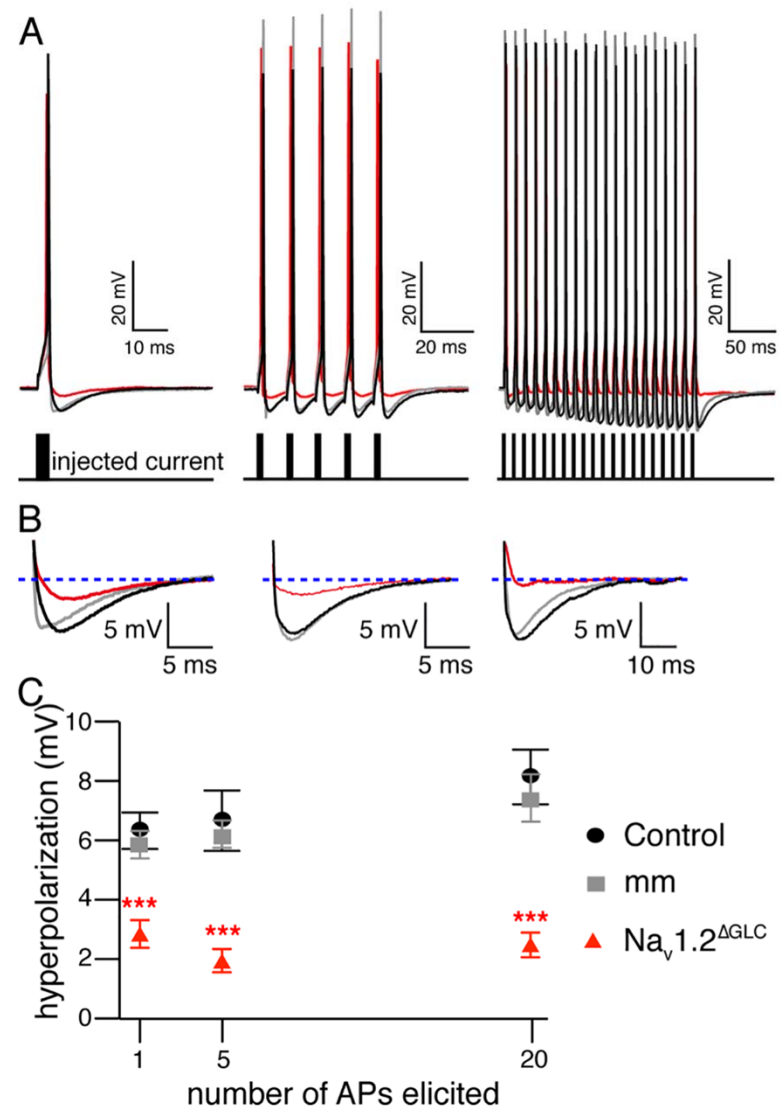 A
20 mV
10 ms
20 mV
20 ms
20 mV
50 ms
injected current
B
5 mV
5 ms
5 mV
5 ms
5 mV
10 ms
C
hyperpolarization (mV)
10
8
6
4
2
0
***
***
***
1
5
20
number of APs elicited
Control
mm
Nav1.2ΔGLC